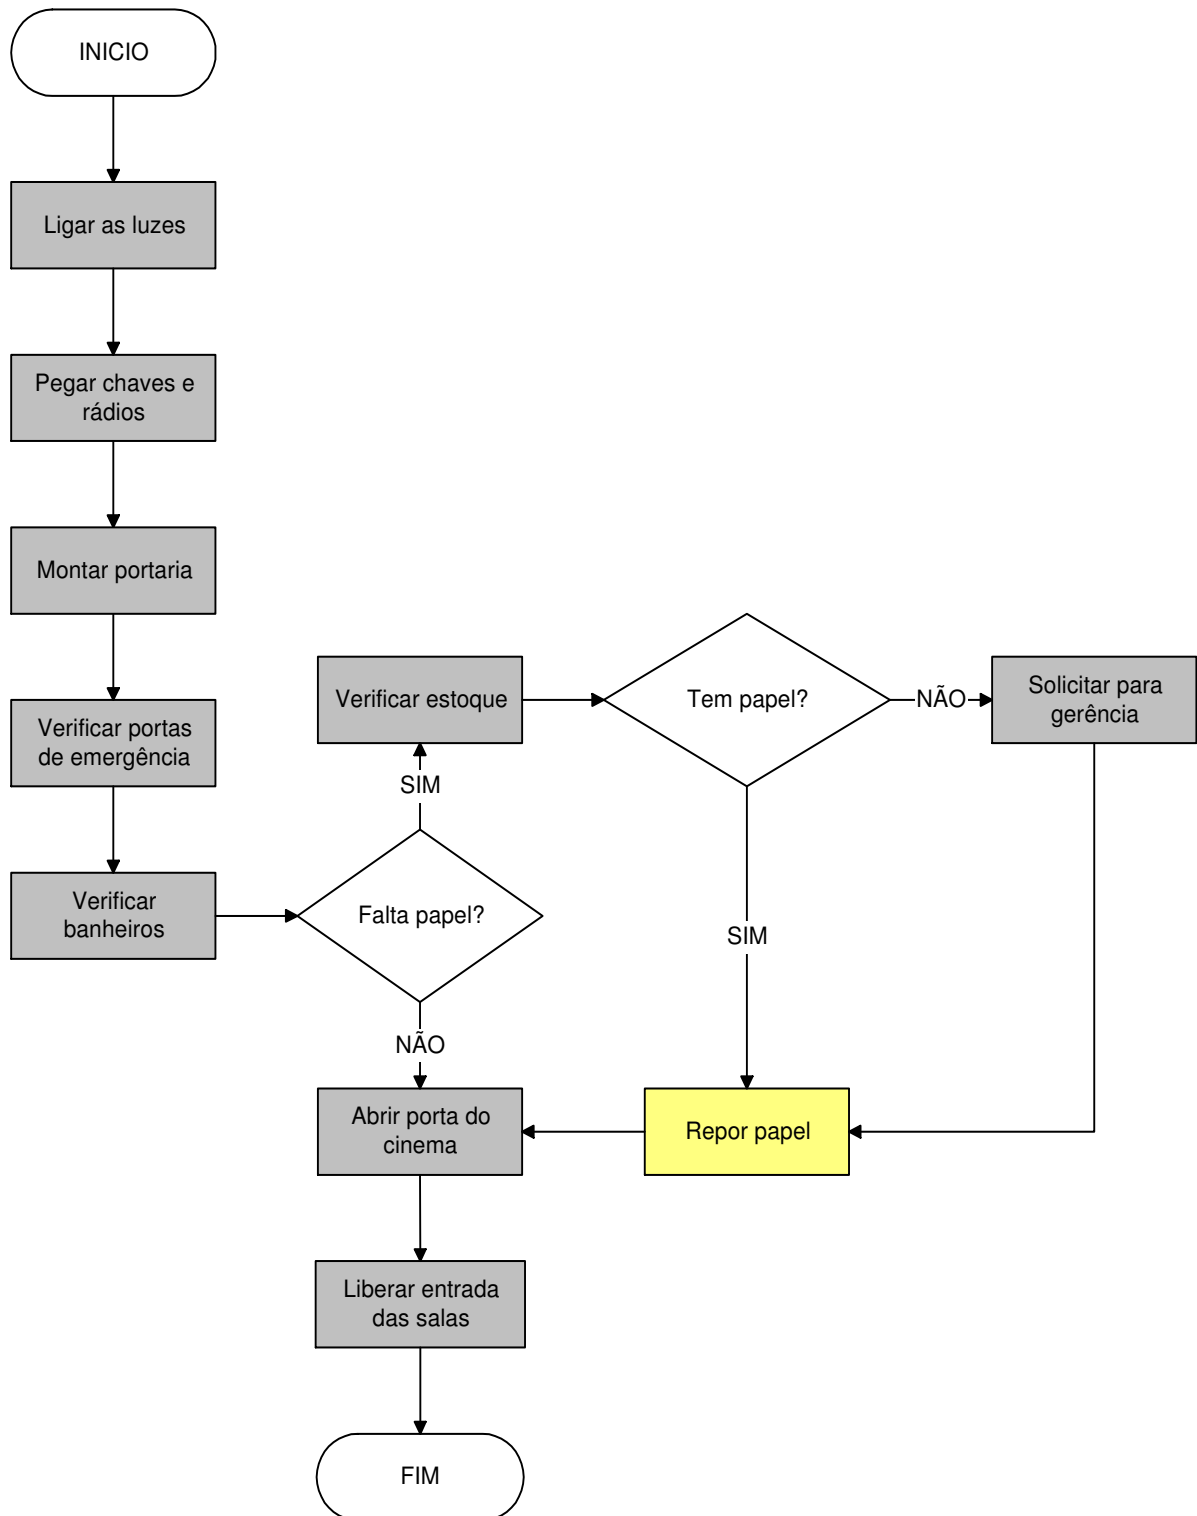 INICIO
Ligar as luzes
Pegar chaves e
rádios
Montar portaria
Verificar portas
de emergência
Verificar
banheiros
Falta papel?
SIM
Verificar estoque
Tem papel?
NÃO
Solicitar para
gerência
SIM
Repor papel
NÃO
Abrir porta do
cinema
Liberar entrada
das salas
FIM